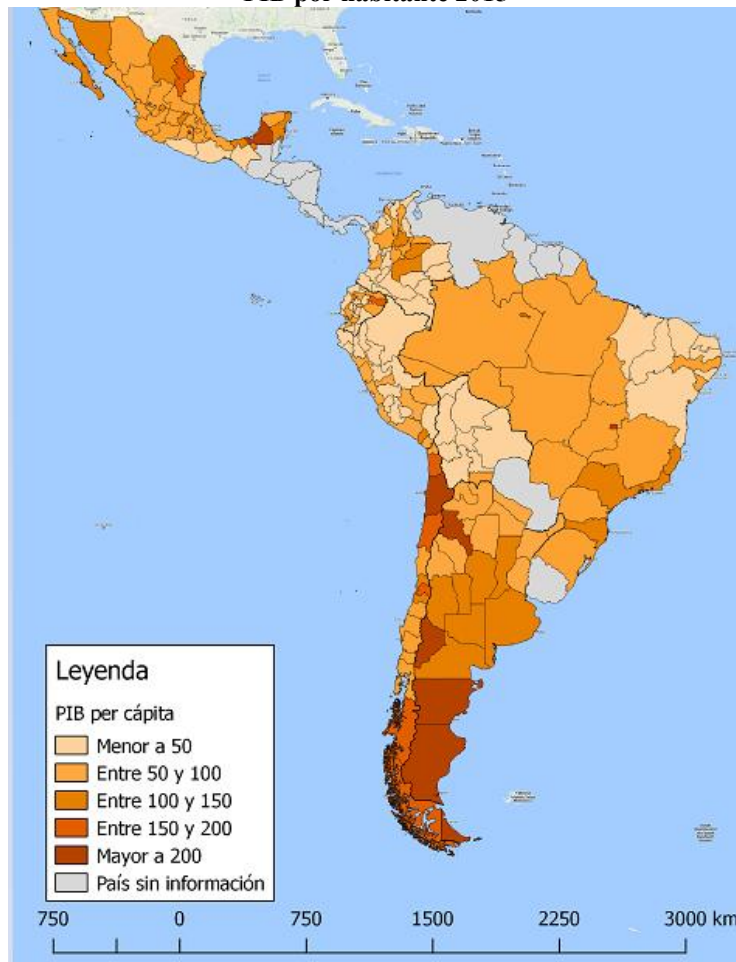 PIB por habitante 2015
Leyenda
PIB per cápita
Menor a 50
Entre 50 y 100
Entre 100 y 150
Entre 150 y 200
Mayor a 200
País sin información
750 0 750 1500 2250 3000 km